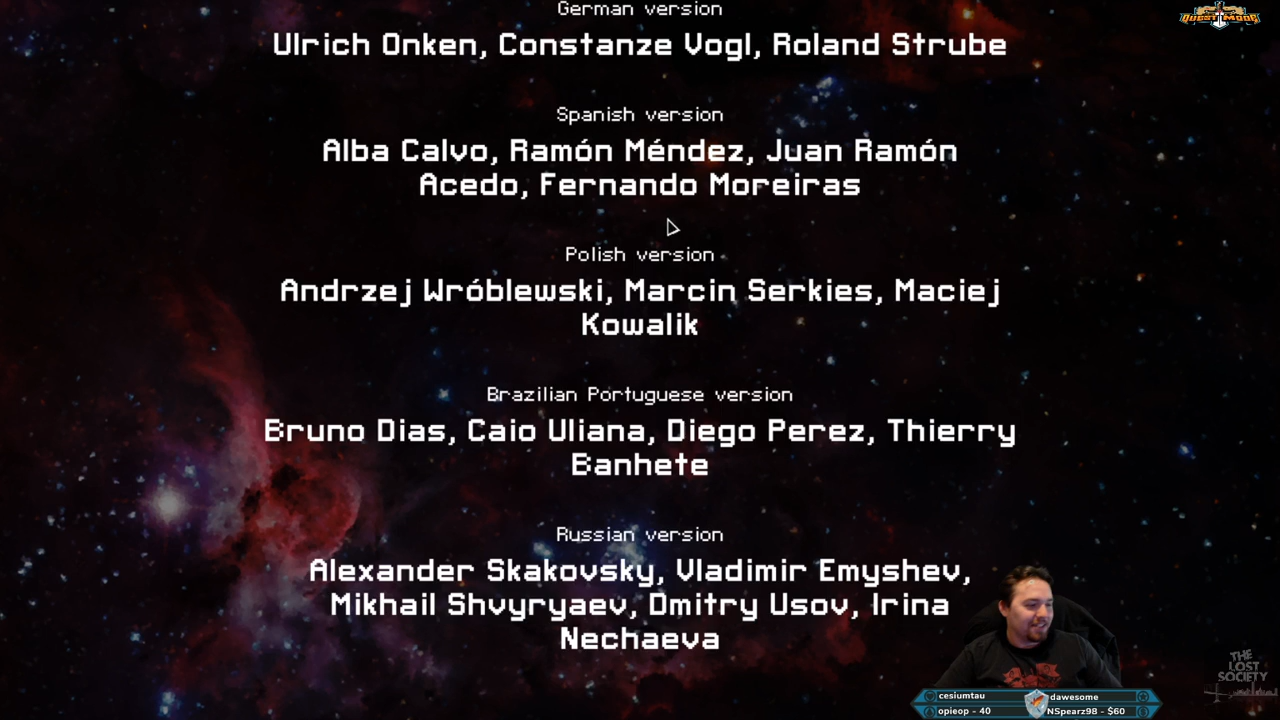 German version
Ulrich Onken, Constanze Vogl, Roland Strube
Spanish version
Alba Calvo, Ramón Méndez, Juan Ramón
Acedo, Fernando Moreiras
Polish version
Andrzej Wróblewski, Marcin Serkies, Maciej
Kowalik
Brazilian Portuguese version
Bruno Dias, Caio Uliana, Diego Perez, Thierry
Banhete
Russian version
Alexander Skakovsky, Vladimir Emyshev,
Mikhail Shvyryaev, Dmitry Usov, Irina
Nechaeva
QUEST MODE
THE
LOST
SOCIETY
cesiumtau
dawesome
opieop - 40
NSpearz98 - $60